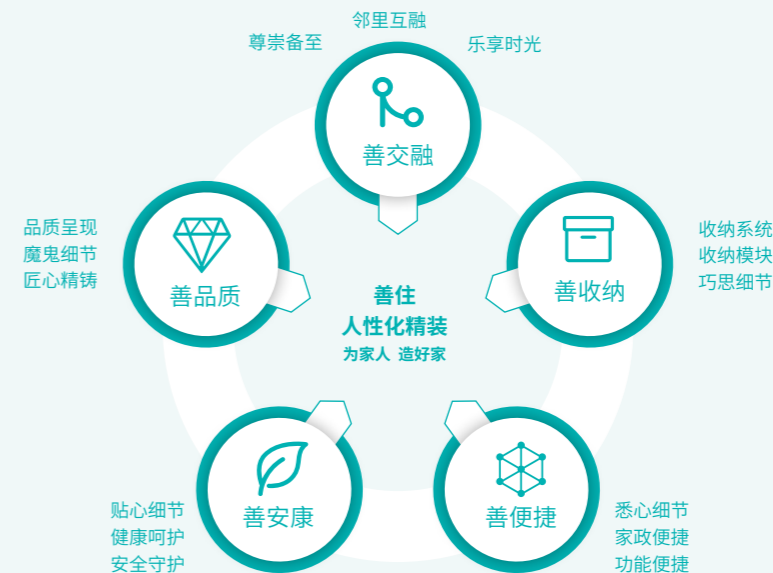 邻里互融
尊崇备至
乐享时光
善交融
品质呈现
魔鬼细节
匠心精铸
善品质
收纳系统
收纳模块
巧思细节
善收纳
善住
人性化精装
为家人 造好家
贴心细节
健康呵护
安全守护
善安康
善便捷
悉心细节
家政便捷
功能便捷